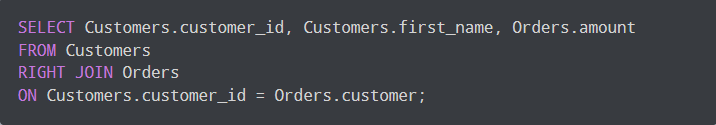 SELECT Customers.customer_id, Customers.first_name, Orders.amount
FROM Customers
RIGHT JOIN Orders
ON Customers.customer_id = Orders.customer;